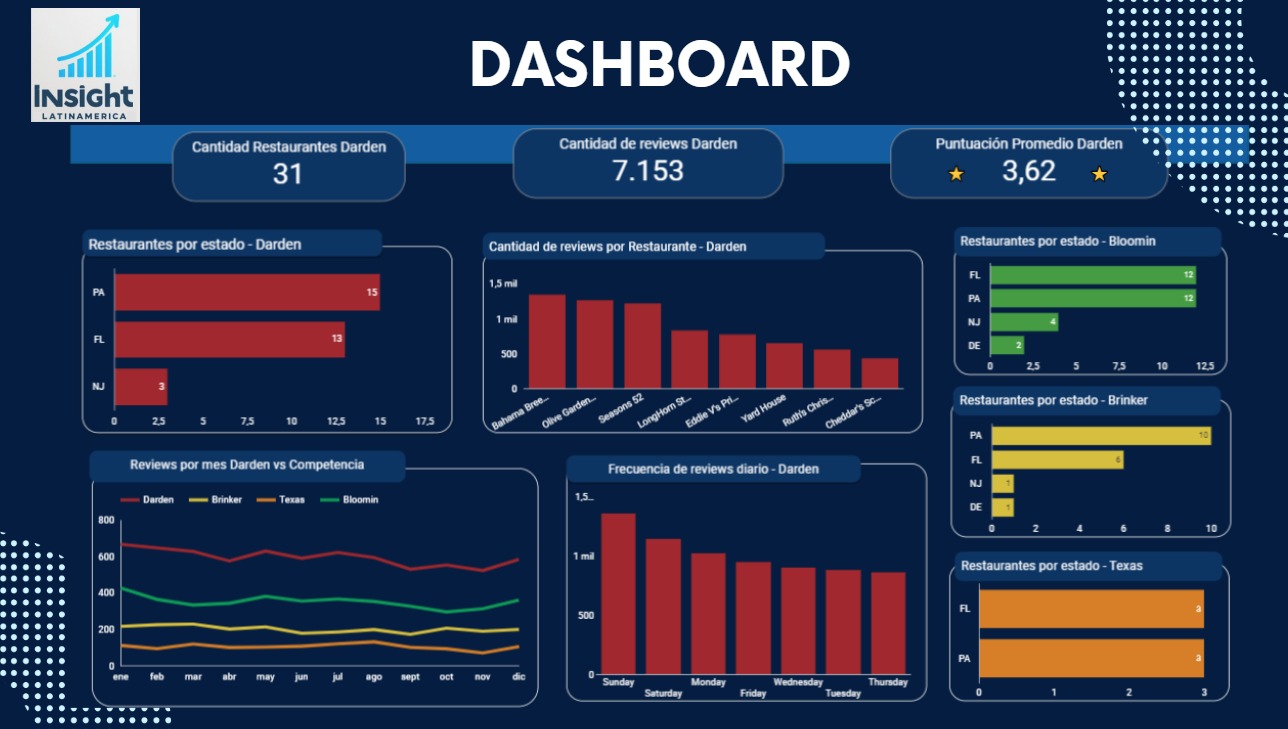 Insight
LATINAMERICA
DASHBOARD
Cantidad Restaurantes Darden
31
Cantidad de reviews Darden
7.153
Puntuación Promedio Darden
3,62
Restaurantes por estado - Darden
PA
15
FL
13
NJ
3
0 2,5 5 7,5 10 12,5 15 17,5
Cantidad de reviews por Restaurante - Darden
1,5 mil
1 mil
500
0
Bahama Bree... Olive Garden... Seasons 52 LongHorn St... Eddie V's Pri... Yard House Ruth's Chris... Cheddar's Sc...
Restaurantes por estado - Bloomin
FL
12
PA
12
NJ
4
DE
2
0 2,5 5 7,5 10 12,5
Restaurantes por estado - Brinker
PA
10
FL
6
NJ
1
DE
1
0 2 4 6 8 10
Reviews por mes Darden vs Competencia
Darden Brinker Texas Bloomin
800
600
400
200
0
ene feb mar abr may jun jul ago sept oct nov dic
Frecuencia de reviews diario - Darden
1,5...
1 mil
500
0
Sunday Saturday Monday Friday Wednesday Tuesday Thursday
Restaurantes por estado - Texas
FL
3
PA
3
0 1 2 3